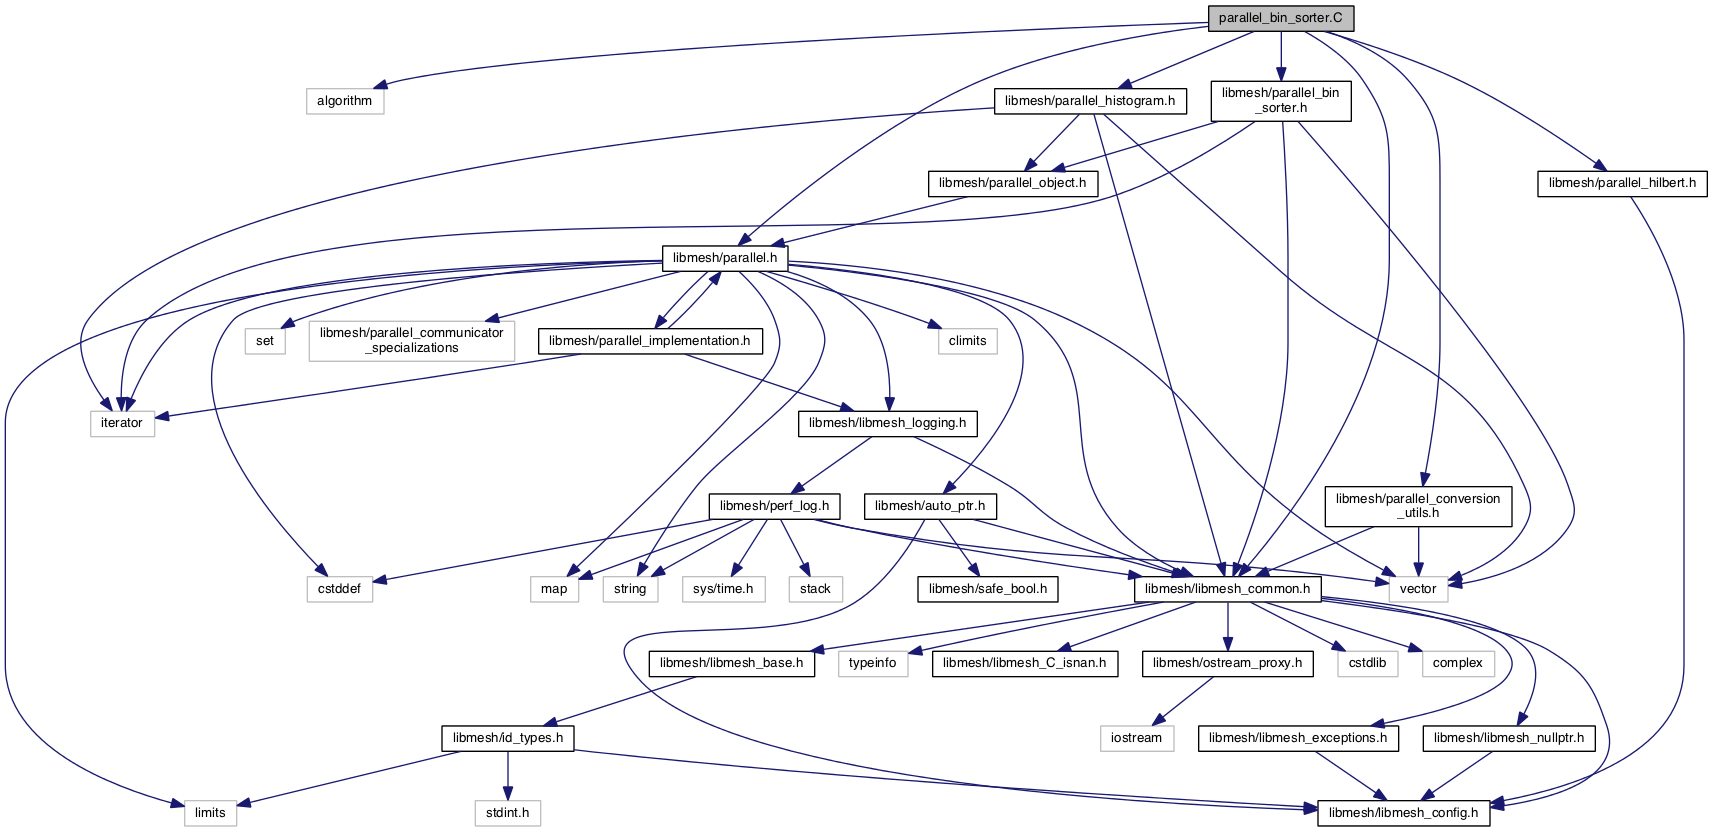 parallel_bin_sorter.C
algorithm
libmesh/parallel_histogram.h
libmesh/parallel_bin
_sorter.h
libmesh/parallel_object.h
libmesh/parallel_hilbert.h
libmesh/parallel.h
set
libmesh/parallel_communicator
_specializations
libmesh/parallel_implementation.h
climits
iterator
libmesh/libmesh_logging.h
libmesh/perf_log.h
libmesh/auto_ptr.h
libmesh/parallel_conversion
_utils.h
cstddef
map
string
sys/time.h
stack
libmesh/safe_bool.h
libmesh/libmesh_common.h
vector
libmesh/libmesh_base.h
typeinfo
libmesh/libmesh_C_isnan.h
libmesh/ostream_proxy.h
cstdlib
complex
libmesh/id_types.h
iostream
libmesh/libmesh_exceptions.h
libmesh/libmesh_nullptr.h
limits
stdint.h
libmesh/libmesh_config.h